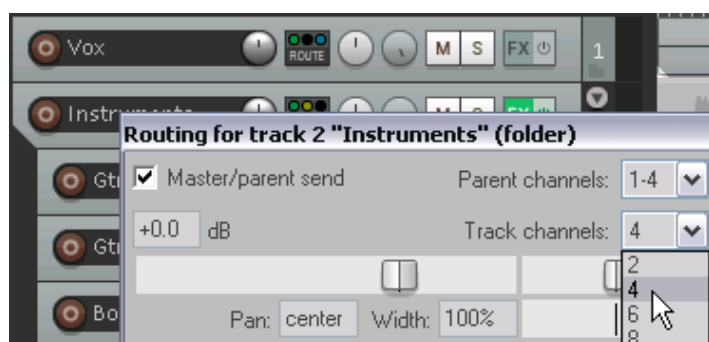 Vox ROUTE M S FX 1
Instruments
Routing for track 2 "Instruments" (folder)
Gt Master/parent send Parent channels: 1-4
Gt +0.0 dB Track channels: 4
2
4
Bo Pan: center Width: 100% 6
8